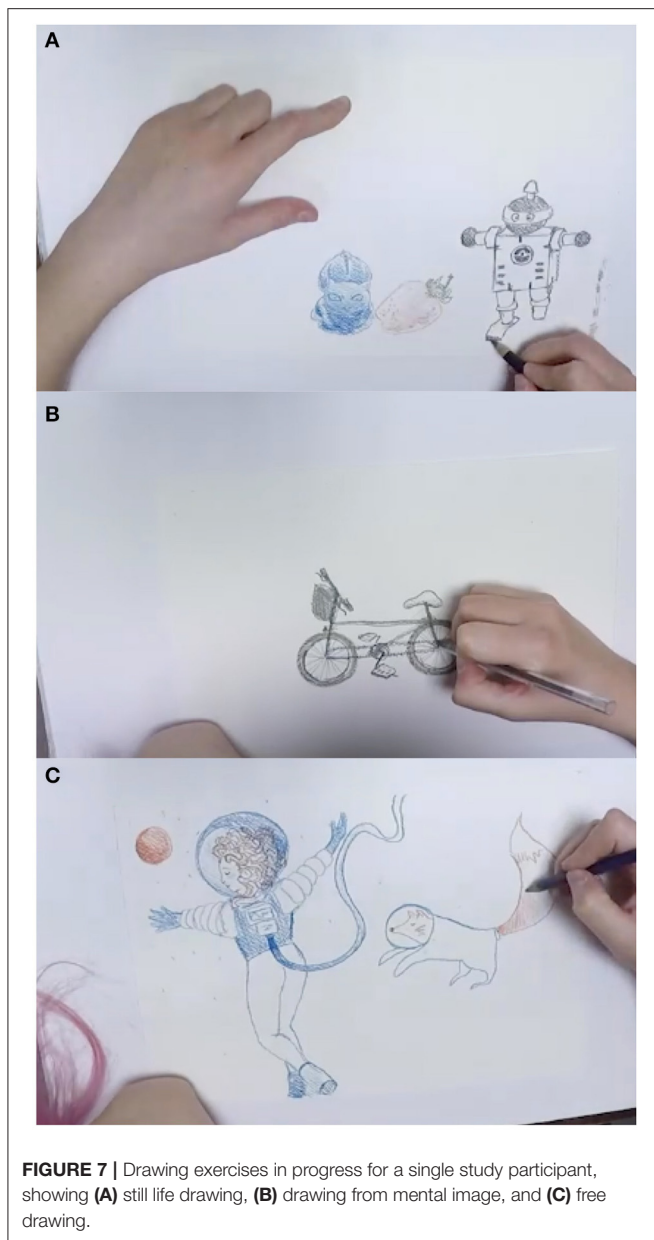 A
B
C
FIGURE 7 | Drawing exercises in progress for a single study participant,
showing (A) still life drawing, (B) drawing from mental image, and (C) free
drawing.